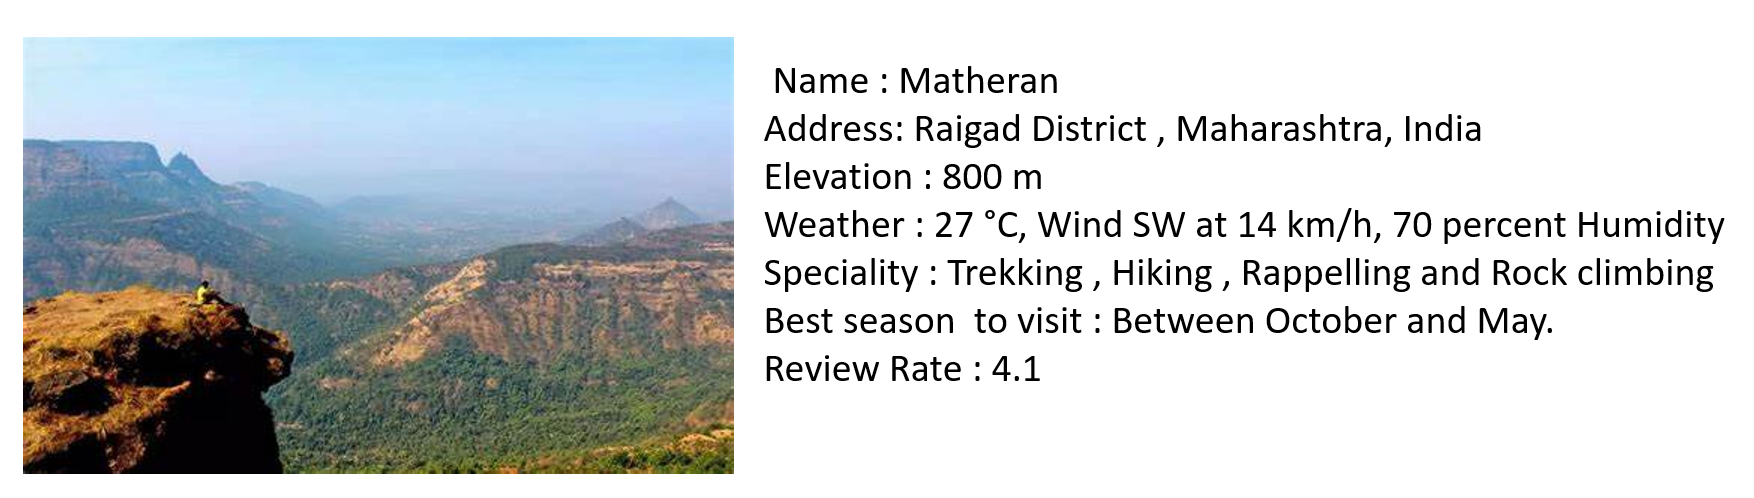 Name : Matheran
Address: Raigad District , Maharashtra, India
Elevation : 800 m
Weather : 27 °C, Wind SW at 14 km/h, 70 percent Humidity
Speciality : Trekking , Hiking , Rappelling and Rock climbing
Best season  to visit : Between October and May.
Review Rate : 4.1